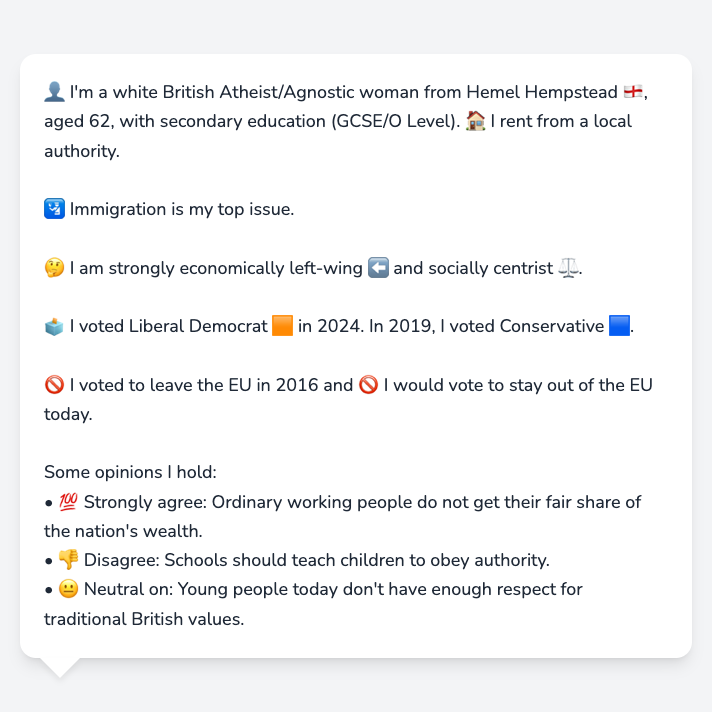 👤 I'm a white British Atheist/Agnostic woman from Hemel Hempstead 🏴󠁧󠁢󠁥󠁮󠁧󠁿,
aged 62, with secondary education (GCSE/O Level). 🏠 I rent from a local
authority.
🛂 Immigration is my top issue.
🤔 I am strongly economically left-wing ⬅️ and socially centrist ⚖️.
🗳️ I voted Liberal Democrat 🟧 in 2024. In 2019, I voted Conservative 🟦.
🚫 I voted to leave the EU in 2016 and 🚫 I would vote to stay out of the EU
today.
Some opinions I hold:
• 💯 Strongly agree: Ordinary working people do not get their fair share of
the nation's wealth.
• 👎 Disagree: Schools should teach children to obey authority.
• 😐 Neutral on: Young people today don't have enough respect for
traditional British values.